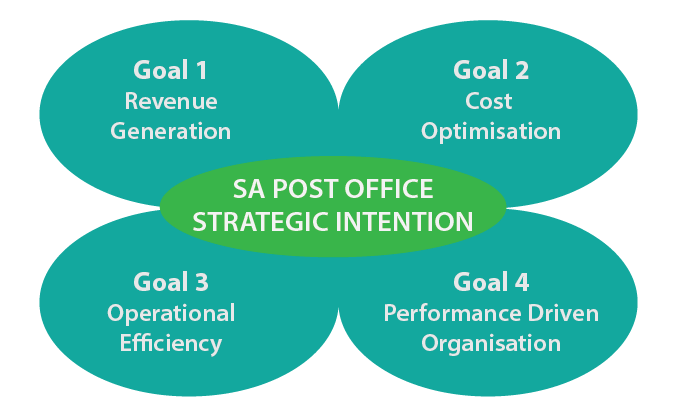 Goal 1
Revenue
Generation
Goal 2
Cost
Optimisation
SA POST OFFICE
STRATEGIC INTENTION
Goal 3
Operational
Efficiency
Goal 4
Performance Driven
Organisation